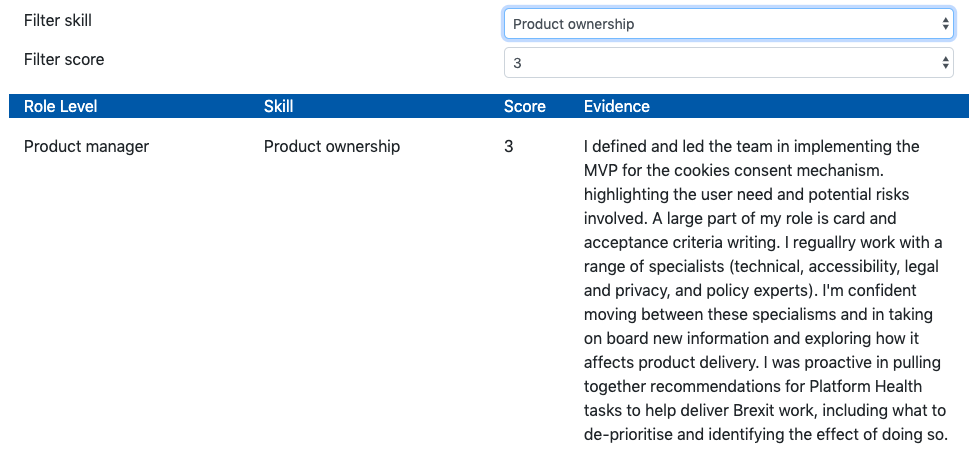 Filter skill
Product ownership
Filter score
3
Role Level Skill Score Evidence
Product manager Product ownership 3 I defined and led the team in implementing the
MVP for the cookies consent mechanism.
highlighting the user need and potential risks
involved. A large part of my role is card and
acceptance criteria writing. I reguallry work with a
range of specialists (technical, accessibility, legal
and privacy, and policy experts). I'm confident
moving between these specialisms and in taking
on board new information and exploring how it
affects product delivery. I was proactive in pulling
together recommendations for Platform Health
tasks to help deliver Brexit work, including what to
de-prioritise and identifying the effect of doing so.